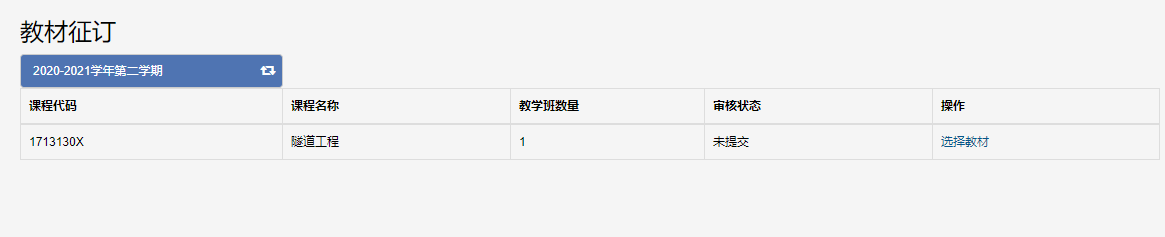 教材征订
2020-2021学年第二学期
课程代码 课程名称 教学班数量 审核状态 操作
1713130X 隧道工程 1 未提交 选择教材